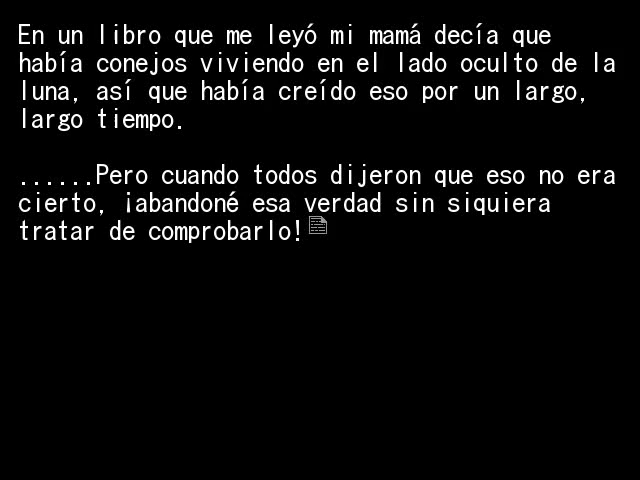 En un libro que me leyó mi mamá decía que
había conejos viviendo en el lado oculto de la
luna, así que había creído eso por un largo,
largo tiempo.
......Pero cuando todos dijeron que eso no era
cierto, ¡abandoné esa verdad sin siquiera
tratar de comprobarlo!